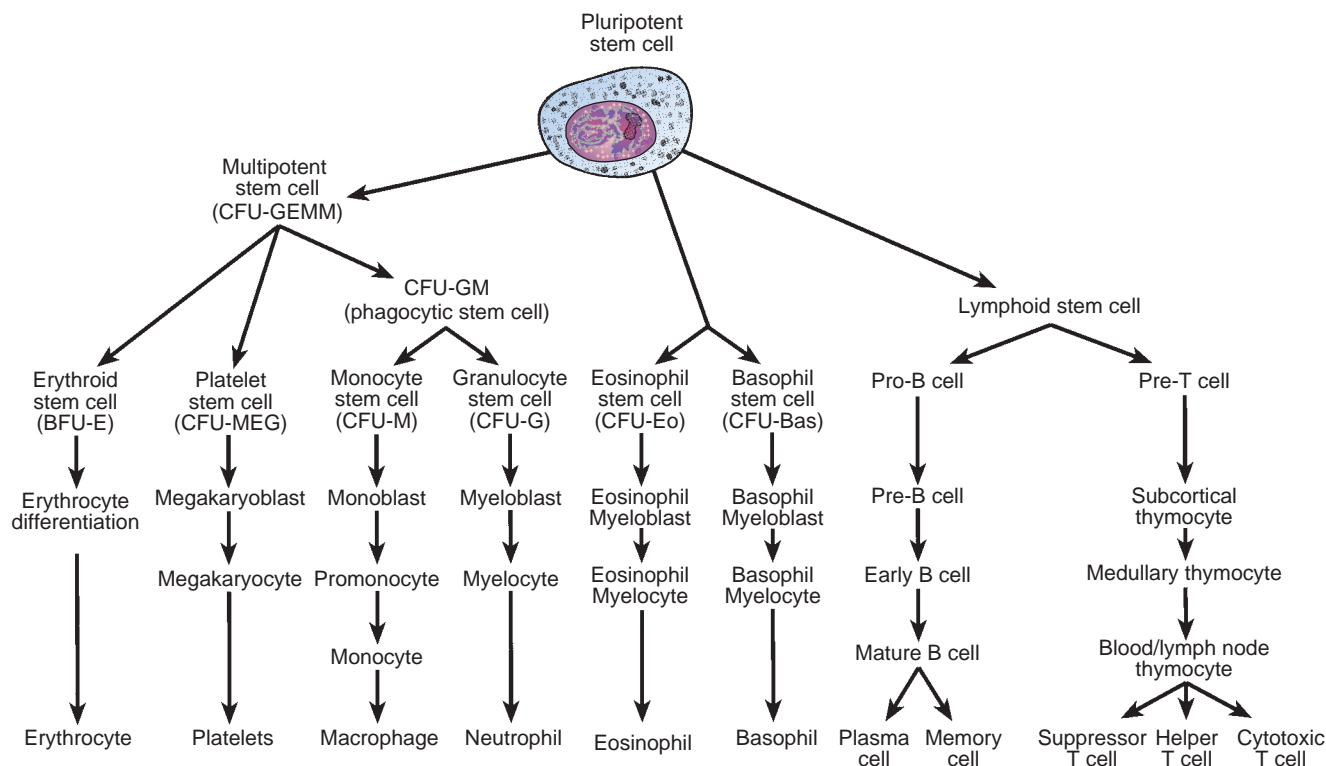 Pluripotent
stem cell
Multipotent
stem cell
(CFU-GEMM)
CFU-GM
(phagocytic stem cell)
Lymphoid stem cell
Erythroid
stem cell
(BFU-E)
Platelet
stem cell
(CFU-MEG)
Monocyte
stem cell
(CFU-M)
Granulocyte
stem cell
(CFU-G)
Eosinophil
stem cell
(CFU-Eo)
Basophil
stem cell
(CFU-Bas)
Pro-B cell
Pre-T cell
Erythrocyte
differentiation
Megakaryoblast
Monoblast
Myeloblast
Eosinophil
Myeloblast
Basophil
Myeloblast
Pre-B cell
Subcortical
thymocyte
Megakaryocyte
Promonocyte
Myelocyte
Eosinophil
Myelocyte
Basophil
Myelocyte
Early B cell
Medullary thymocyte
Monocyte
Mature B cell
Blood/lymph node
thymocyte
Erythrocyte
Platelets
Macrophage
Neutrophil
Eosinophil
Basophil
Plasma
cell
Memory
cell
Suppressor
T cell
Helper
T cell
Cytotoxic
T cell